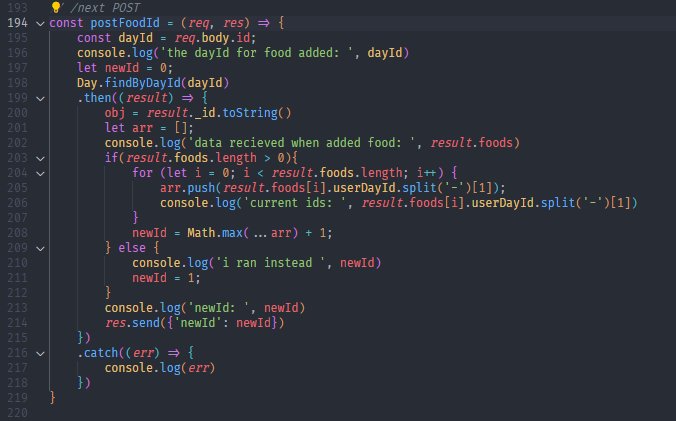 193 /next POST
194 const postFoodId = (req, res) => {
195 const dayId = req.body.id;
196 console.log('the dayId for food added: ', dayId)
197 let newId = 0;
198 Day.findByDayId(dayId)
199 .then((result) => {
200 obj = result._id.toString()
201 let arr = [];
202 console.log('data recieved when added food: ', result.foods)
203 if(result.foods.length > 0){
204 for (let i = 0; i < result.foods.length; i++) {
205 arr.push(result.foods[i].userDayId.split('-')[1]);
206 console.log('current ids: ', result.foods[i].userDayId.split('-')[1])
207 }
208 newId = Math.max(...arr) + 1;
209 } else {
210 console.log('i ran instead ', newId)
211 newId = 1;
212 }
213 console.log('newId: ', newId)
214 res.send({'newId': newId})
215 })
216 .catch((err) => {
217 console.log(err)
218 })
219 }
220